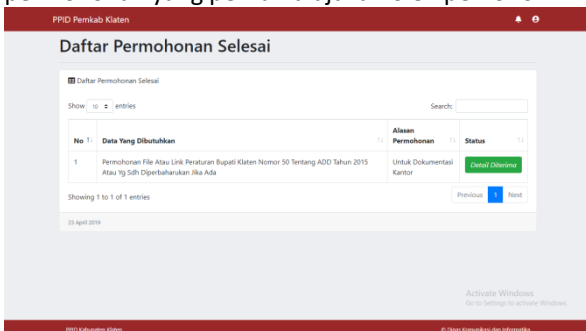 PPID Pemkab Klaten
Daftar Permohonan Selesai
Daftar Permohonan Selesai
Show 10 entries
Search:
No Data Yang Dibutuhkan Alasan Permohonan Status
1 Permohonan File Atau Link Peraturan Bupati Klaten Nomor 50 Tentang ADD Tahun 2015
Atau Yg Sdh Diperbaharukan Jika Ada
Untuk Dokumentasi
Kantor
Detail Diterima
Showing 1 to 1 of 1 entries
Previous 1 Next
23 April 2019
Activate Windows
Go to Settings to activate Windows.
PPID Kabupaten Klaten
© Dinas Komunikasi dan Informatika